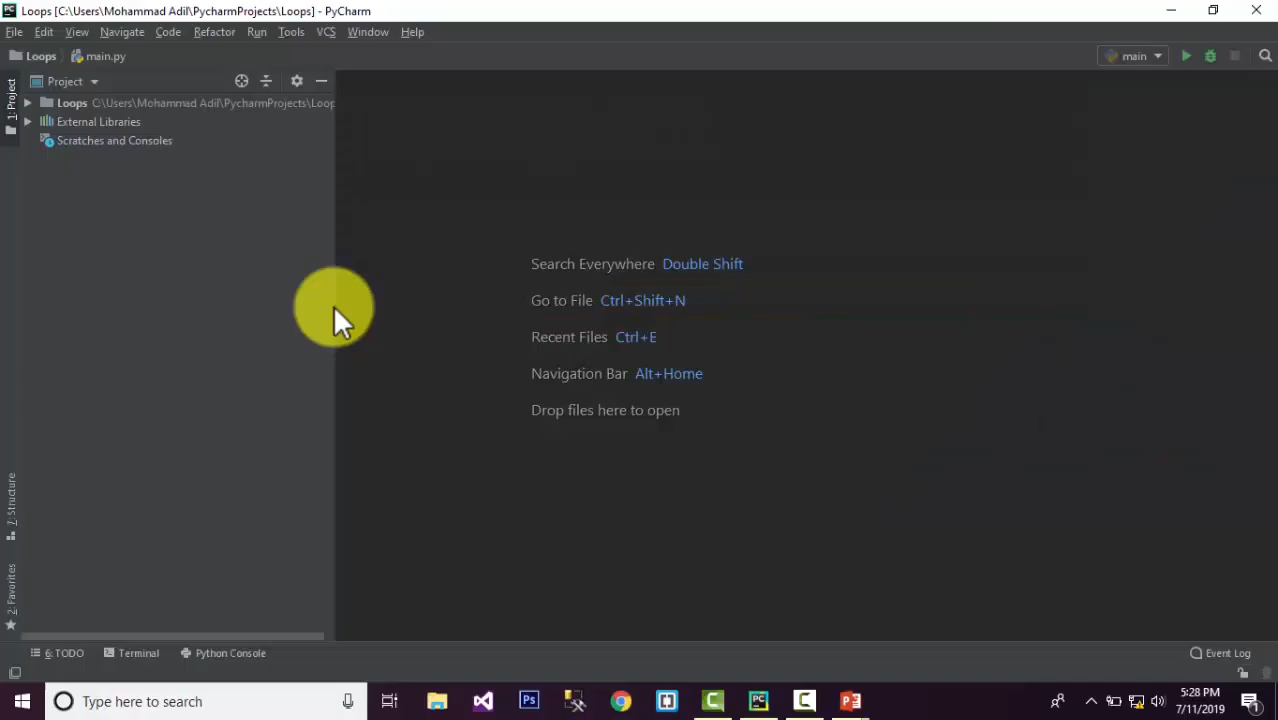 Loops [C:\Users\Mohammad Adil\PycharmProjects\Loops] - PyCharm
File Edit View Navigate Code Refactor Run Tools VCS Window Help
Loops main.py main
1: Project
Project
Loops C:\Users\Mohammad Adil\PycharmProjects\Loop
External Libraries
Scratches and Consoles
Search Everywhere Double Shift
Go to File Ctrl+Shift+N
Recent Files Ctrl+E
Navigation Bar Alt+Home
Drop files here to open
7: Structure
2: Favorites
6: TODO Terminal Python Console Event Log
Type here to search
5:28 PM
7/11/2019